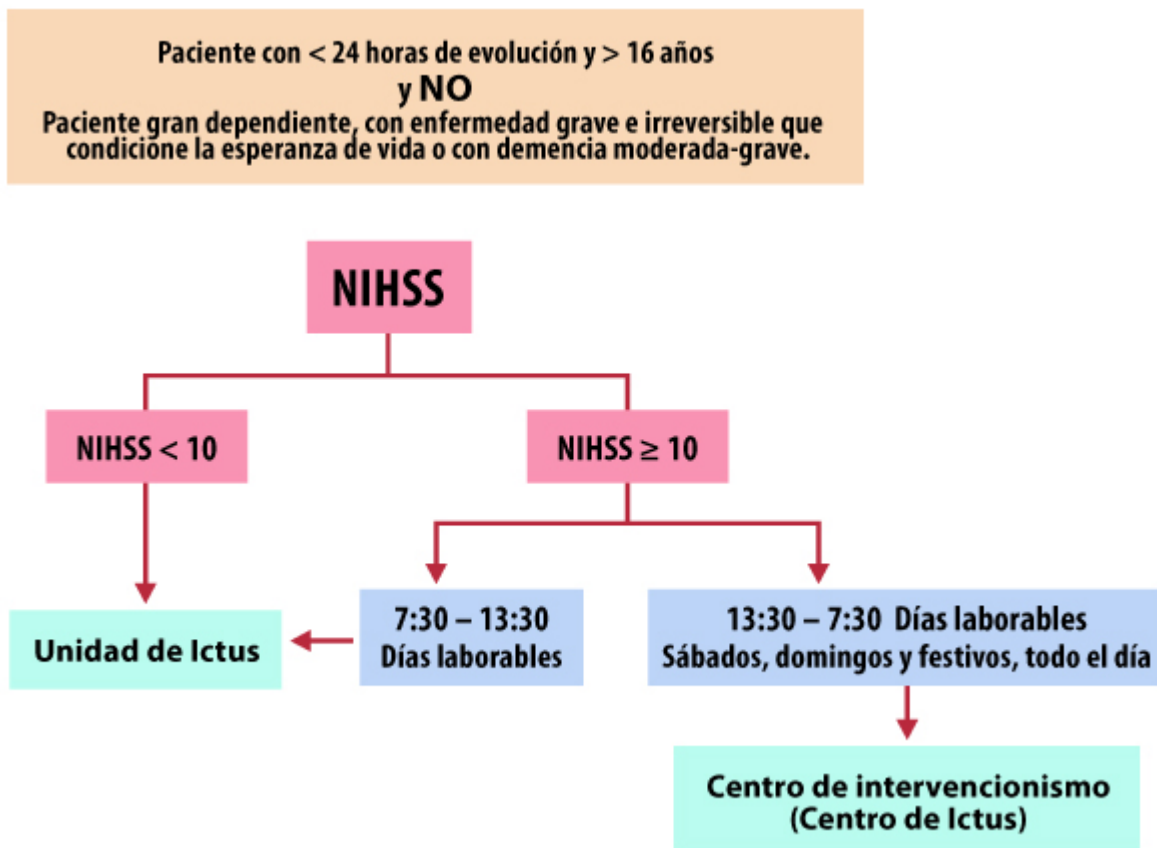 Paciente con < 24 horas de evolución y > 16 años
y NO
Paciente gran dependiente, con enfermedad grave e irreversible que
condicione la esperanza de vida o con demencia moderada-grave.
NIHSS
NIHSS < 10
NIHSS ≥ 10
Unidad de Ictus
7:30 – 13:30
Días laborables
13:30 – 7:30 Días laborables
Sábados, domingos y festivos, todo el día
Centro de intervencionismo
(Centro de Ictus)